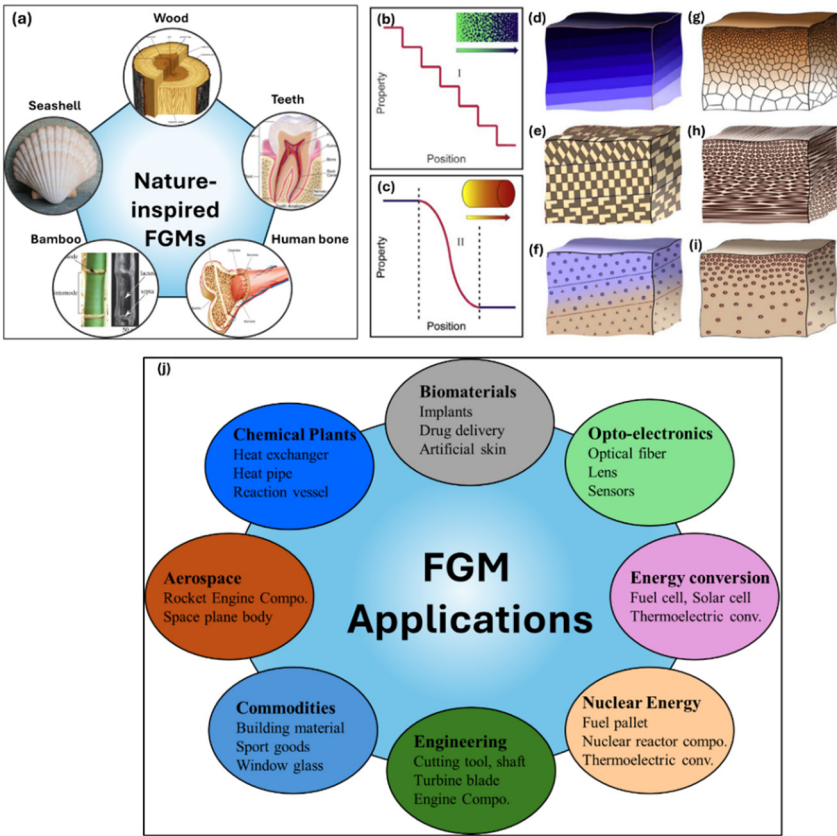 (a)
Wood
Seashell
Teeth
Nature-
inspired
FGMs
Bamboo
Human bone
(b)
Property
I
Position
(c)
Property
II
Position
(d)
(g)
(e)
(h)
(f)
(i)
(j)
Biomaterials
Implants
Drug delivery
Artificial skin
Chemical Plants
Heat exchanger
Heat pipe
Reaction vessel
Opto-electronics
Optical fiber
Lens
Sensors
Aerospace
Rocket Engine Compo.
Space plane body
FGM
Applications
Energy conversion
Fuel cell, Solar cell
Thermoelectric conv.
Commodities
Building material
Sport goods
Window glass
Engineering
Cutting tool, shaft
Turbine blade
Engine Compo.
Nuclear Energy
Fuel pallet
Nuclear reactor compo.
Thermoelectric conv.